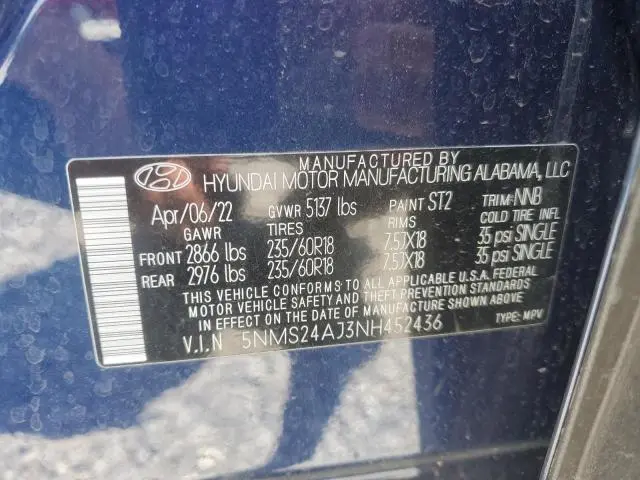 MANUFACTURED BY
HYUNDAI MOTOR MANUFACTURING ALABAMA, LLC
Apr/06/22 GVWR 5137 lbs PAINT ST2 TRIM:NNB
GAWR TIRES RIMS COLD TIRE INFL
FRONT 2866 lbs 235/60R18 7.5JX18 35 psi SINGLE
REAR 2976 lbs 235/60R18 7.5JX18 35 psi SINGLE
THIS VEHICLE CONFORMS TO ALL APPLICABLE U.S.A. FEDERAL
MOTOR VEHICLE SAFETY AND THEFT PREVENTION STANDARDS
IN EFFECT ON THE DATE OF MANUFACTURE SHOWN ABOVE.
V.I.N 5NMS24AJ3NH452436 TYPE: MPV